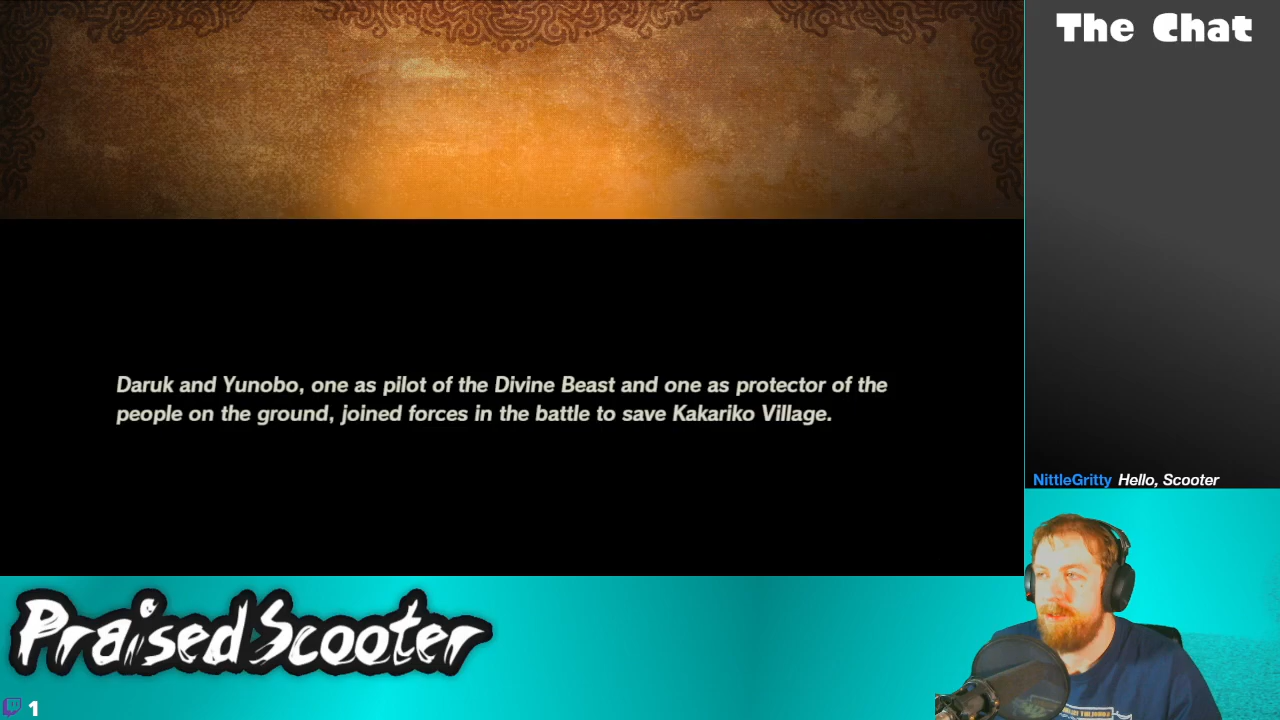 The Chat
Daruk and Yunobo, one as pilot of the Divine Beast and one as protector of the
people on the ground, joined forces in the battle to save Kakariko Village.
NittleGritty Hello, Scooter
PraisedScooter
1